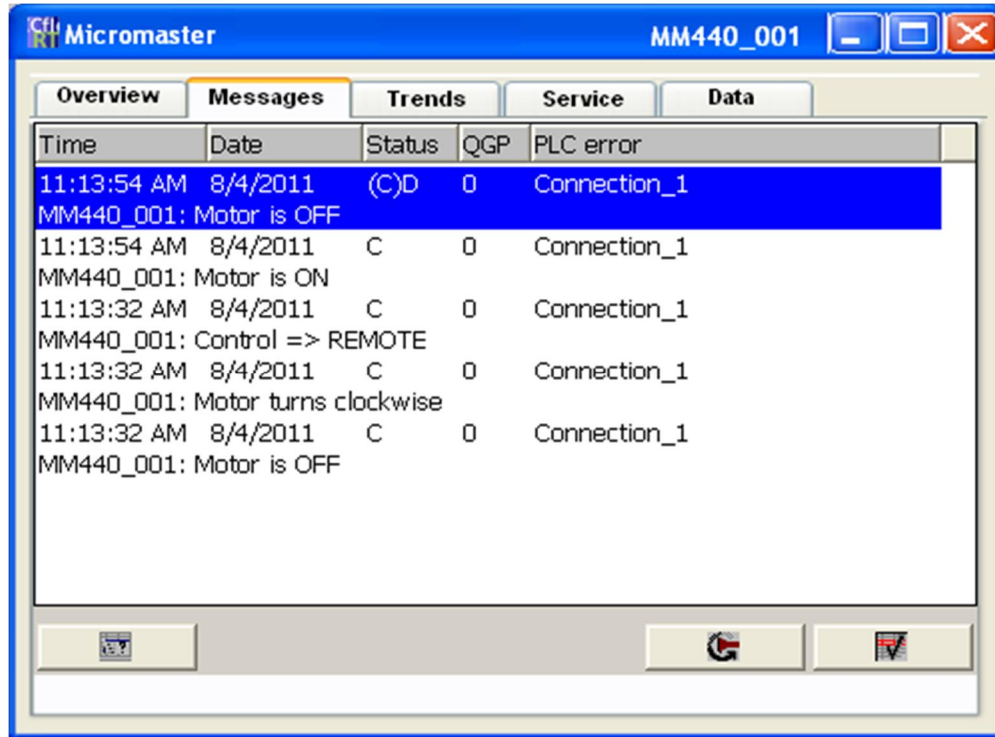 Cfl RT Micromaster MM440_001
Overview Messages Trends Service Data
Time Date Status QGP PLC error
11:13:54 AM 8/4/2011 (C)D 0 Connection_1
MM440_001: Motor is OFF
11:13:54 AM 8/4/2011 C 0 Connection_1
MM440_001: Motor is ON
11:13:32 AM 8/4/2011 C 0 Connection_1
MM440_001: Control => REMOTE
11:13:32 AM 8/4/2011 C 0 Connection_1
MM440_001: Motor turns clockwise
11:13:32 AM 8/4/2011 C 0 Connection_1
MM440_001: Motor is OFF